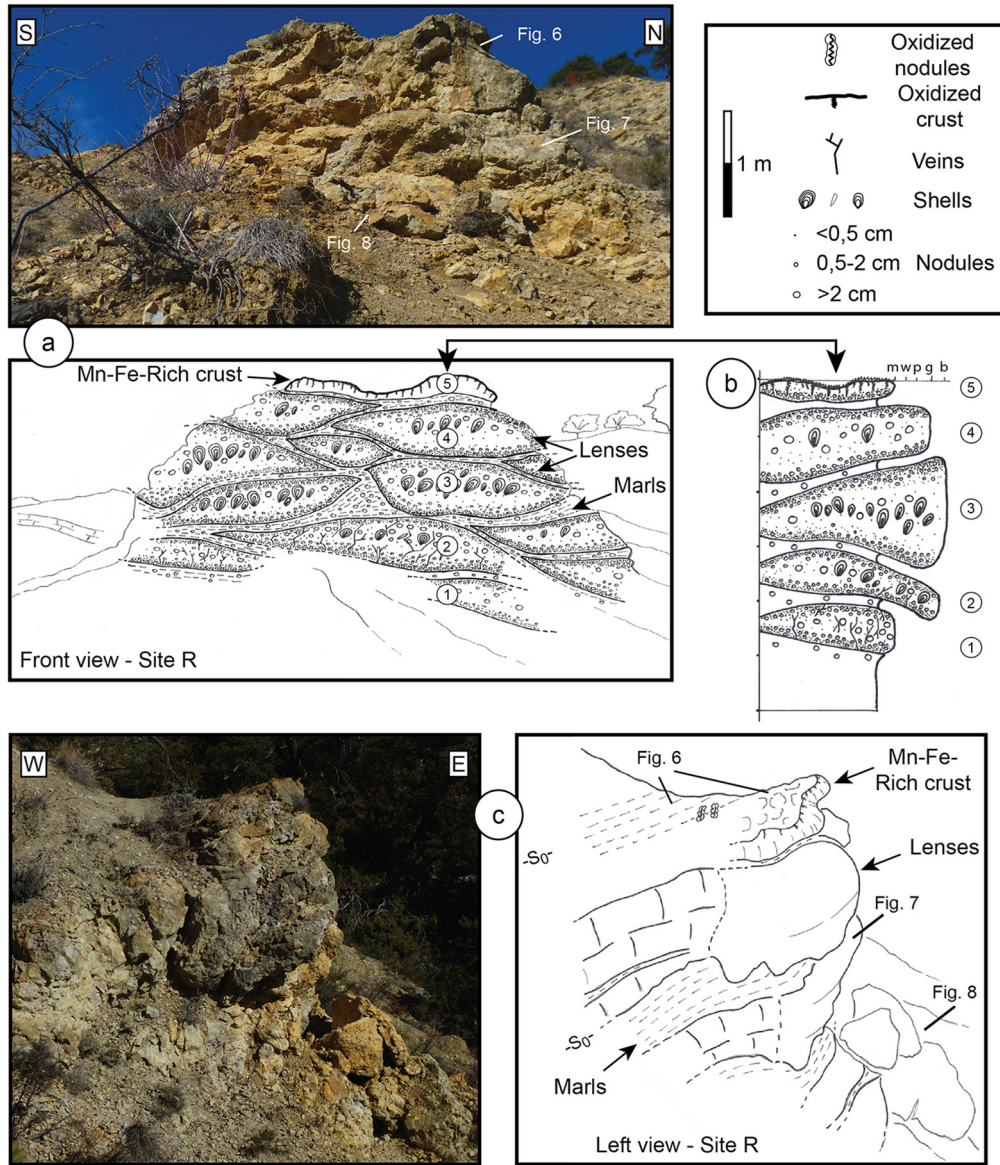 S
N
Fig. 6
Fig. 7
Fig. 8
Oxidized
nodules
Oxidized
crust
1 m
Veins
Shells
<0,5 cm
0,5-2 cm Nodules
>2 cm
a
Mn-Fe-Rich crust
5
4
Lenses
3
Marls
2
1
Front view - Site R
b
m w p g b
5
4
3
2
1
W
E
c
Fig. 6
Mn-Fe-
Rich crust
-S0-
Lenses
Fig. 7
Fig. 8
-S0-
Marls
Left view - Site R